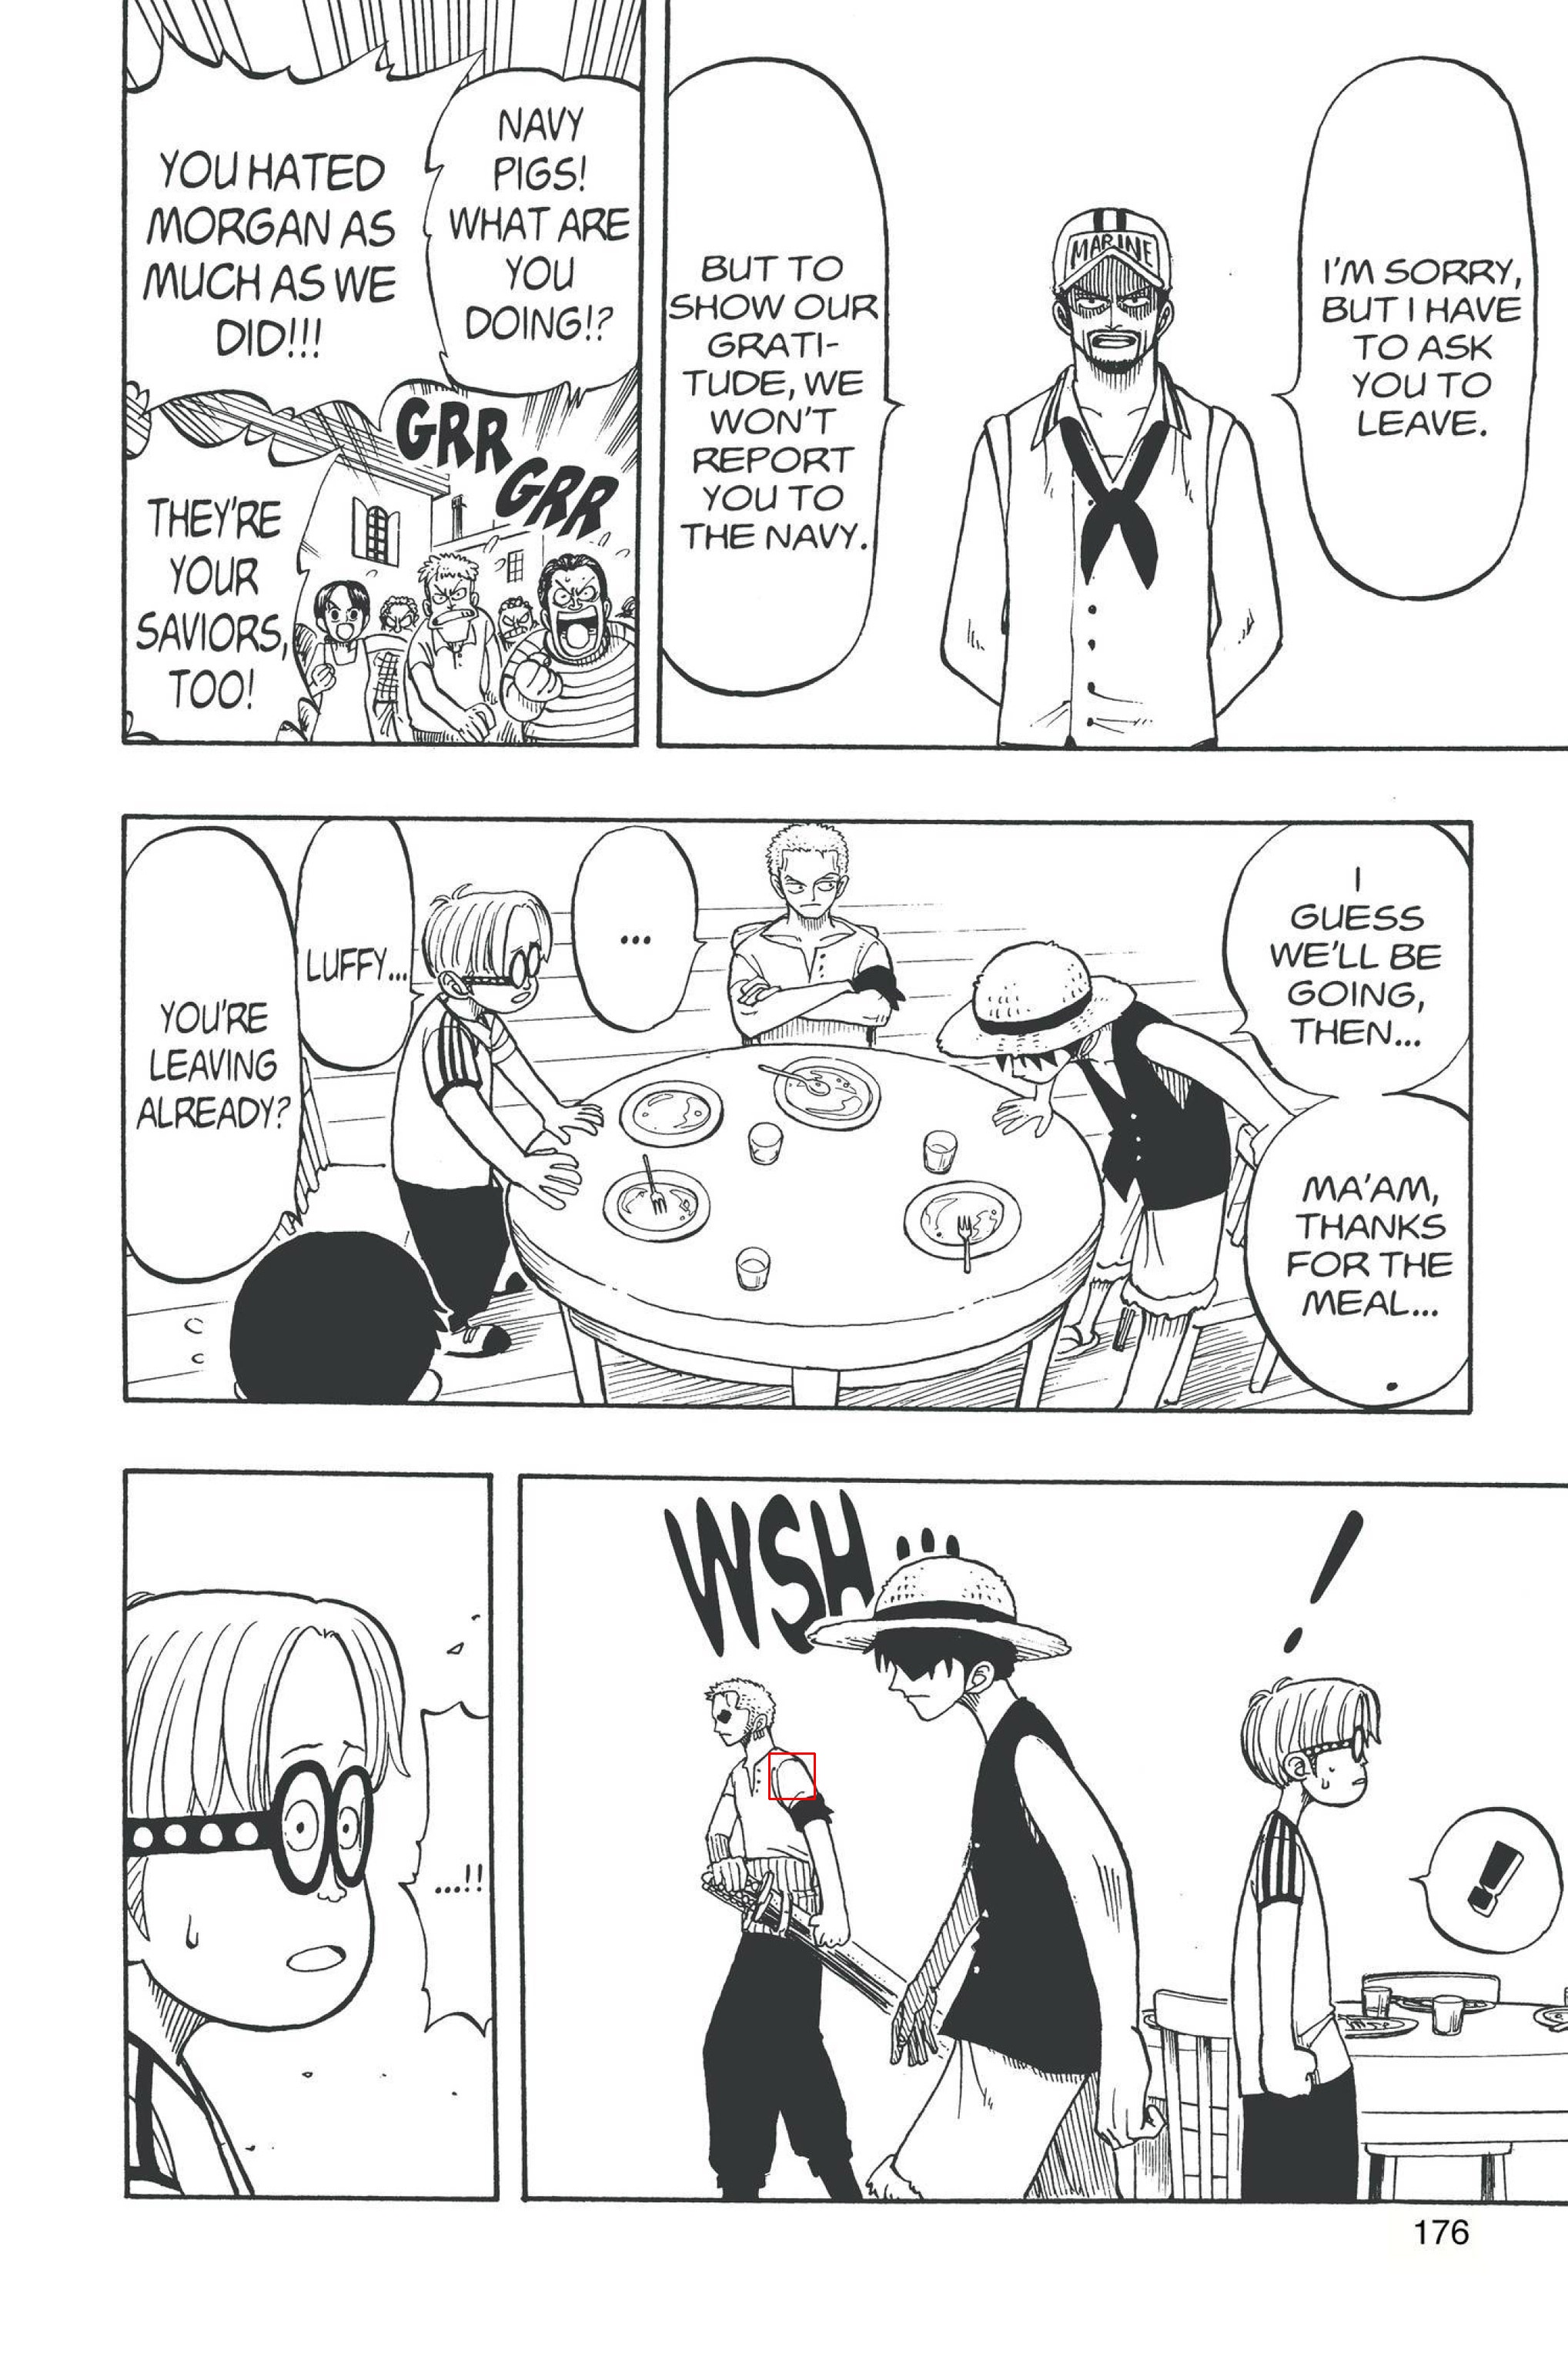 I'M SORRY,
BUT I HAVE
TO ASK
YOU TO
LEAVE.
MARINE
BUT TO
SHOW OUR
GRATI-
TUDE, WE
WON'T
REPORT
YOU TO
THE NAVY.
NAVY
PIGS!
WHAT ARE
YOU
DOING!?
YOU HATED
MORGAN AS
MUCH AS WE
DID!!!
GRR
GRR
THEY'RE
YOUR
SAVIORS,
TOO!
I
GUESS
WE'LL BE
GOING,
THEN...
MA'AM,
THANKS
FOR THE
MEAL...
...
LUFFY...
YOU'RE
LEAVING
ALREADY?
!
!
WSH
...!!
176